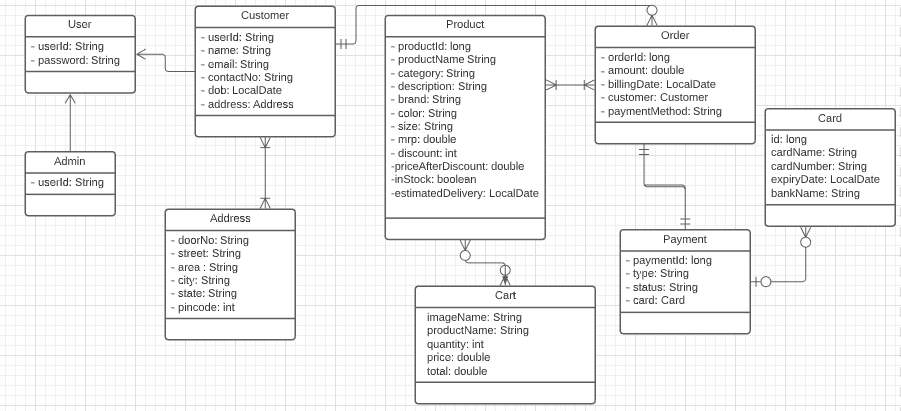 User
- userId: String
- password: String
Admin
- userId: String
Customer
- userId: String
- name: String
- email: String
- contactNo: String
- dob: LocalDate
- address: Address
Address
- doorNo: String
- street: String
- area : String
- city: String
- state: String
- pincode: int
Product
- productId: long
- productName String
- category: String
- description: String
- brand: String
- color: String
- size: String
- mrp: double
- discount: int
-priceAfterDiscount: double
-inStock: boolean
-estimatedDelivery: LocalDate
Cart
imageName: String
productName: String
quantity: int
price: double
total: double
Order
- orderId: long
- amount: double
- billingDate: LocalDate
- customer: Customer
- paymentMethod: String
Payment
- paymentId: long
- type: String
- status: String
- card: Card
Card
id: long
cardName: String
cardNumber: String
expiryDate: LocalDate
bankName: String